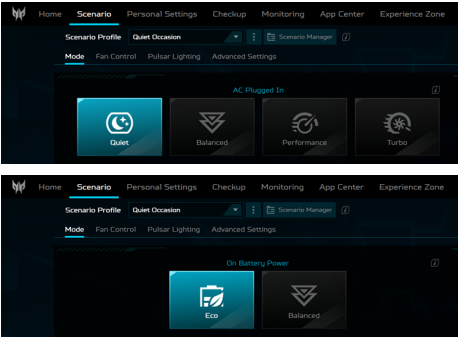 Home Scenario Personal Settings Checkup Monitoring App Center Experience Zone
Scenario Profile Quiet Occasion Scenario Manager
Mode Fan Control Pulsar Lighting Advanced Settings
AC Plugged In
Quiet Balanced Performance Turbo
Home Scenario Personal Settings Checkup Monitoring App Center Experience Zone
Scenario Profile Quiet Occasion Scenario Manager
Mode Fan Control Pulsar Lighting Advanced Settings
On Battery Power
Eco Balanced